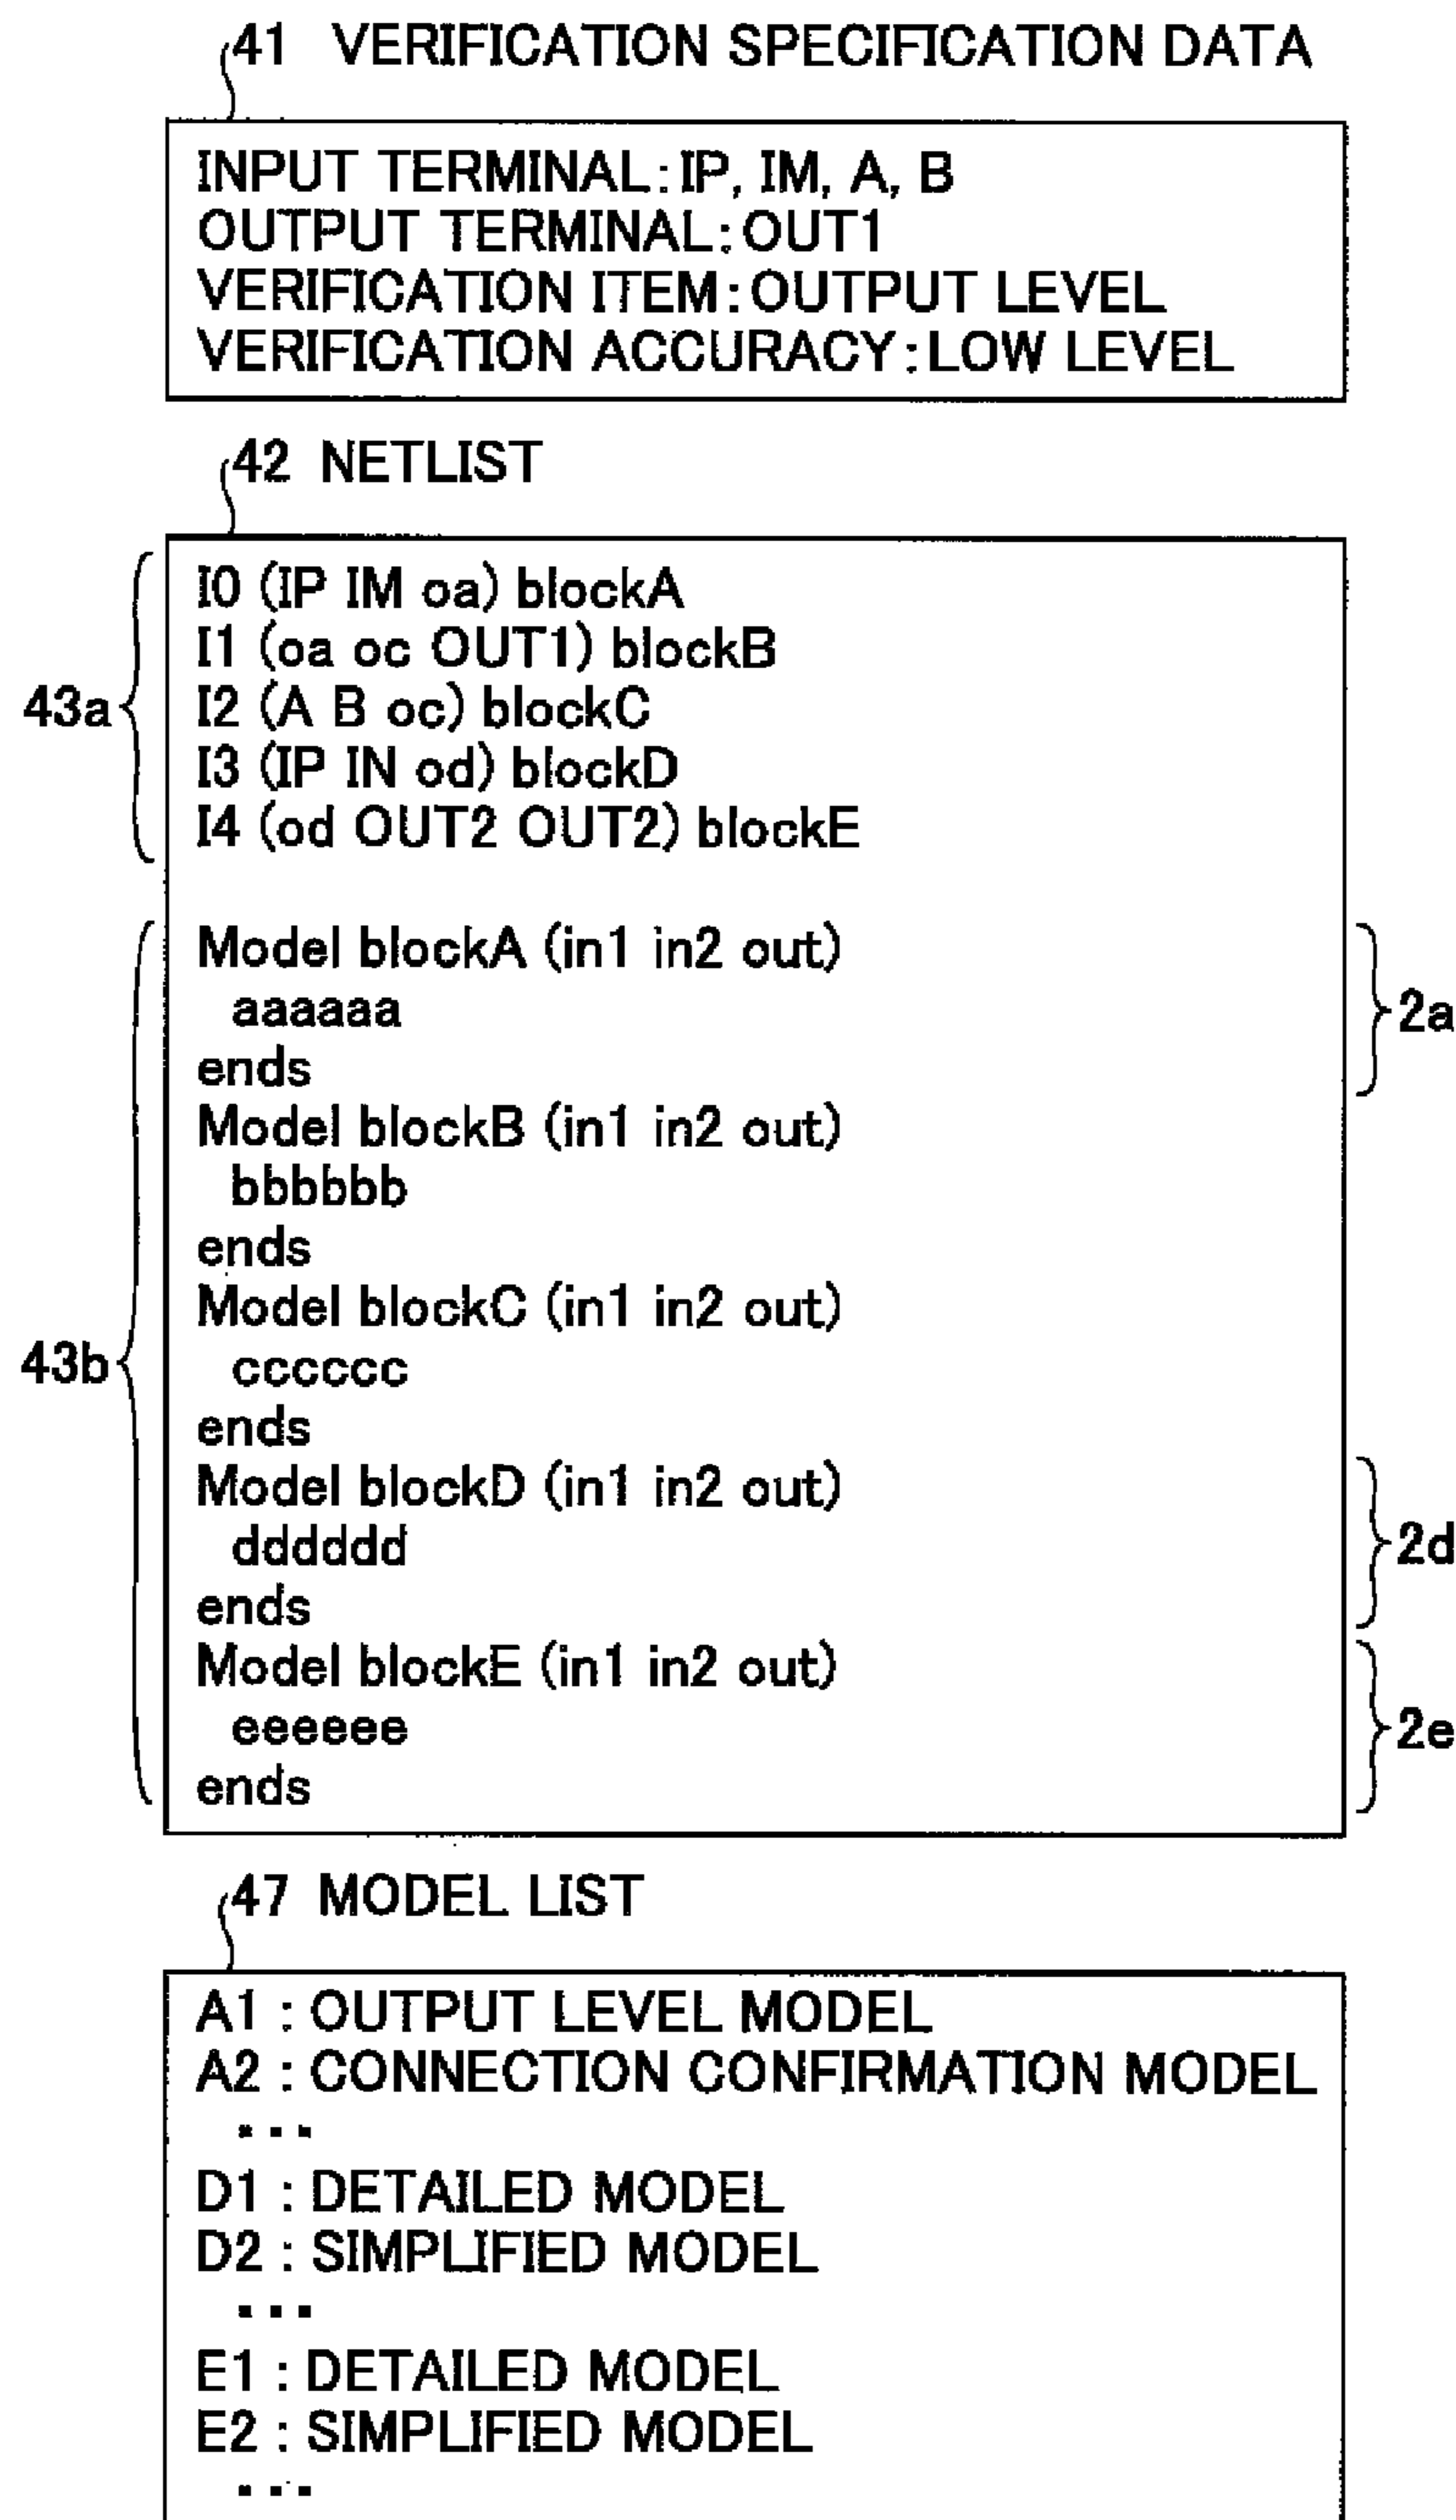 41 VERIFICATION SPECIFICATION DATA
INPUT TERMINAL:IP, IM, A, B
OUTPUT TERMINAL:OUT1
VERIFICATION ITEM:OUTPUT LEVEL
VERIFICATION ACCURACY:LOW LEVEL
42 NETLIST
43a
I0 (IP IM oa) blockA
I1 (oa oc OUT1) blockB
I2 (A B oc) blockC
I3 (IP IN od) blockD
I4 (od OUT2 OUT2) blockE
43b
Model blockA (in1 in2 out)
aaaaaa
ends
2a
Model blockB (in1 in2 out)
bbbbbb
ends
Model blockC (in1 in2 out)
cccccc
ends
Model blockD (in1 in2 out)
dddddd
ends
2d
Model blockE (in1 in2 out)
eeeeee
ends
2e
47 MODEL LIST
A1 : OUTPUT LEVEL MODEL
A2 : CONNECTION CONFIRMATION MODEL
...
D1 : DETAILED MODEL
D2 : SIMPLIFIED MODEL
...
E1 : DETAILED MODEL
E2 : SIMPLIFIED MODEL
...